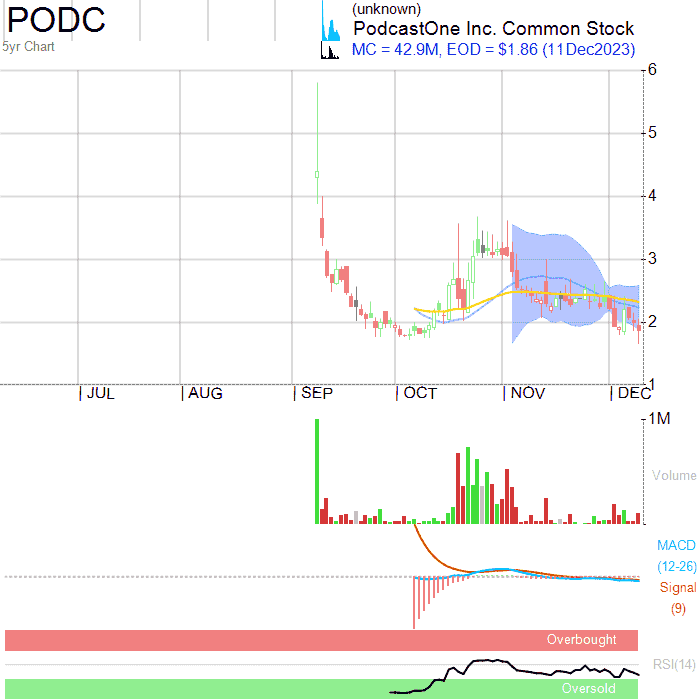 PODC
(unknown)
PodcastOne Inc. Common Stock
5yr Chart
MC = 42.9M, EOD = $1.86 (11Dec2023)
6
5
4
3
2
1
JUL AUG SEP OCT NOV DEC
1M
Volume
MACD
(12-26)
Signal
(9)
Overbought
RSI(14)
Oversold